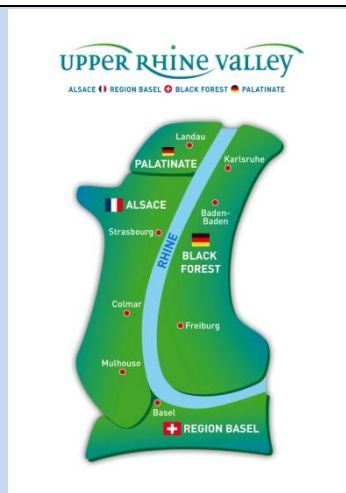 UPPER RHINE VALLEY
ALSACE REGION BASEL BLACK FOREST PALATINATE
Landau
PALATINATE
Karlsruhe
ALSACE
Baden-
Baden
Strasbourg
RHINE
BLACK
FOREST
Colmar
Freiburg
Mulhouse
Basel
REGION BASEL